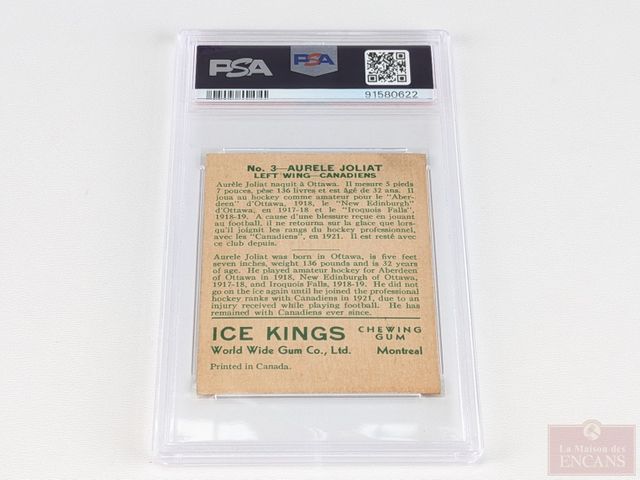 PSA
PSA
91580622
No. 3—AURELE JOLIAT
LEFT WING—CANADIENS
Aurèle Joliat naquit à Ottawa. Il mesure 5 pieds
7 pouces, pèse 136 livres et est âgé de 32 ans. Il
joua au hockey comme amateur pour le "Aber-
deen" d'Ottawa, 1918, le "New Edinburgh"
d'Ottawa, en 1917-18 et le "Iroquois Falls",
1918-19. A cause d'une blessure reçue en jouant
au football, il ne retourna sur la glace que lors-
qu'il joignit les rangs du hockey professionnel,
avec les "Canadiens", en 1921. Il est resté avec
ce club depuis.
Aurele Joliat was born in Ottawa, is five feet
seven inches, weight 136 pounds and is 32 years
of age. He played amateur hockey for Aberdeen
of Ottawa in 1918, New Edinburg of Ottawa,
1917-18, and Iroquois Falls, 1918-19. He did not
go on the ice again until he joined the professional
hockey ranks with Canadiens in 1921, due to an
injury received while playing football. He has
remained with Canadiens ever since.
ICE KINGS CHEWING GUM
World Wide Gum Co., Ltd. Montreal
Printed in Canada.
La Maison des
ENCANS